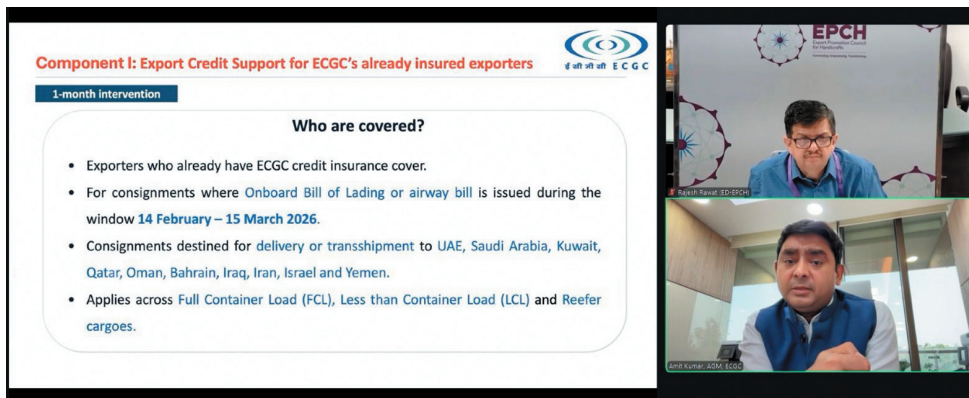 Component I: Export Credit Support for ECGC's already insured exporters
ई सी जी सी E C G C
1-month intervention
Who are covered?
• Exporters who already have ECGC credit insurance cover.
• For consignments where Onboard Bill of Lading or airway bill is issued during the
window 14 February – 15 March 2026.
• Consignments destined for delivery or transshipment to UAE, Saudi Arabia, Kuwait,
Qatar, Oman, Bahrain, Iraq, Iran, Israel and Yemen.
• Applies across Full Container Load (FCL), Less than Container Load (LCL) and Reefer
cargoes.
EPCH
Export Promotion Council
for Handicrafts
Rajesh Rawat (ED-EPCH)
Amit Kumar, AGM, ECGC